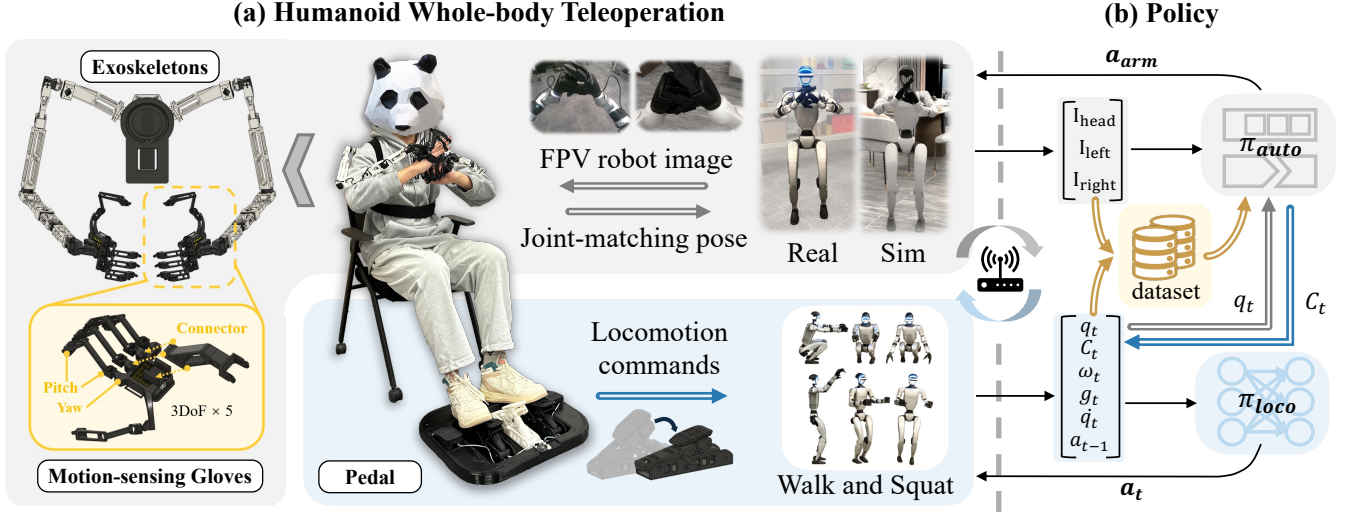 (a) Humanoid Whole-body Teleoperation
Exoskeletons
Connector
Pitch
Yaw
3DoF × 5
Motion-sensing Gloves
FPV robot image
Joint-matching pose
Real
Sim
Pedal
Locomotion
commands
Walk and Squat
(b) Policy
a_arm
I_head
I_left
I_right
π_auto
dataset
q_t
C_t
q_t
C_t
ω_t
g_t
q̇_t
a_{t−1}
π_loco
a_t